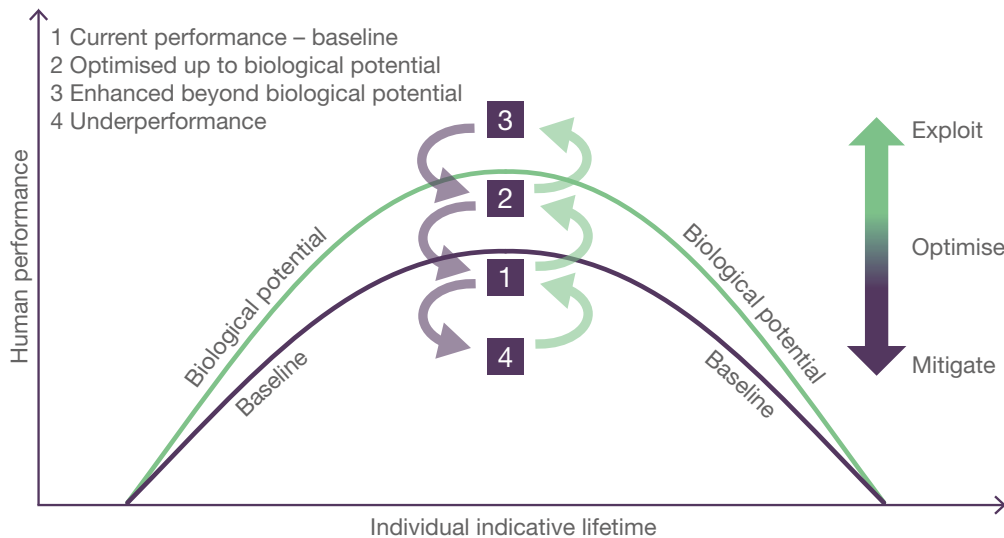 1 Current performance – baseline
2 Optimised up to biological potential
3 Enhanced beyond biological potential
4 Underperformance
Human performance
Individual indicative lifetime
Biological potential
Baseline
3
2
1
4
Biological potential
Baseline
Exploit
Optimise
Mitigate